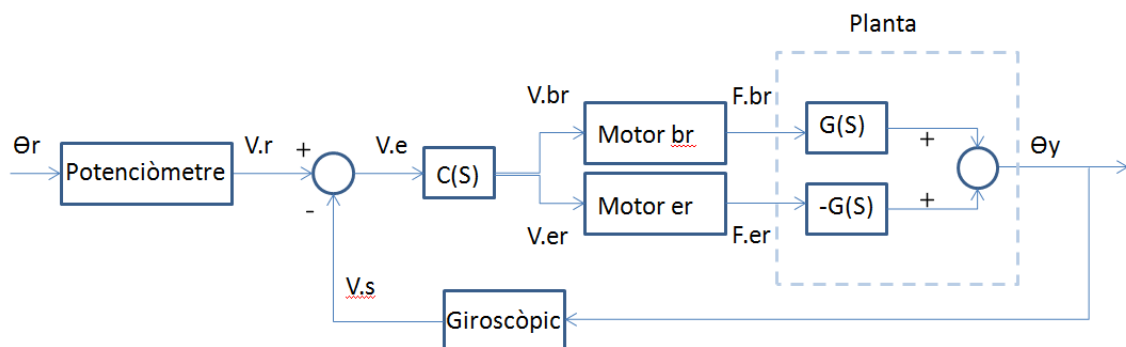 Planta
V.br
F.br
Motor br
G(S)
+
ϴr
Potenciòmetre
V.r
+
-
V.e
C(S)
ϴy
Motor er
-G(S)
+
V.er
F.er
V.s
Giroscòpic